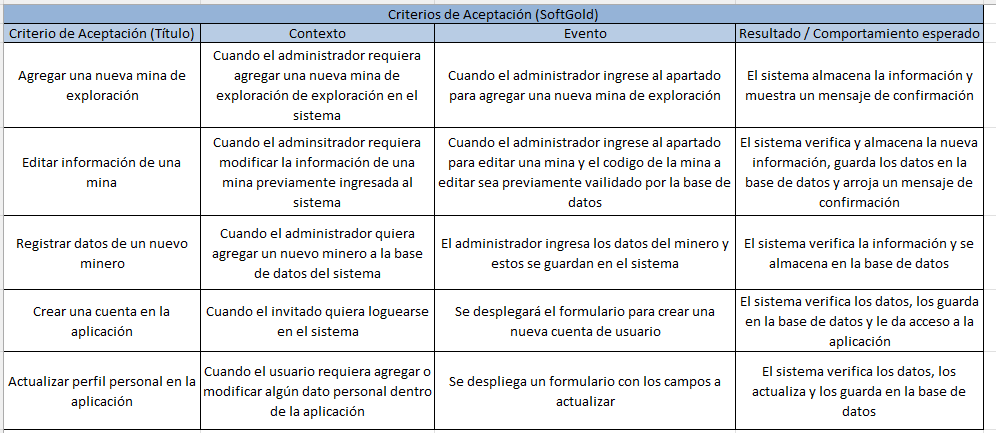 Criterios de Aceptación (SoftGold)
Criterio de Aceptación (Título)
Contexto
Evento
Resultado / Comportamiento esperado
Agregar una nueva mina de
exploración
Cuando el administrador requiera
agregar una nueva mina de
exploración de exploración en el
sistema
Cuando el administrador ingrese al apartado
para agregar una nueva mina de exploración
El sistema almacena la información y
muestra un mensaje de confirmación
Editar información de una
mina
Cuando el adminsitrador requiera
modificar la información de una
mina previamente ingresada al
sistema
Cuando el administrador ingrese al apartado
para editar una mina y el codigo de la mina a
editar sea previamente vailidado por la base de
datos
El sistema verifica y almacena la nueva
información, guarda los datos en la
base de datos y arroja un mensaje de
confirmación
Registrar datos de un nuevo
minero
Cuando el administrador quiera
agregar un nuevo minero a la base
de datos del sistema
El administrador ingresa los datos del minero y
estos se guardan en el sistema
El sistema verifica la información y se
almacena en la base de datos
Crear una cuenta en la
aplicación
Cuando el invitado quiera loguearse
en el sistema
Se desplegará el formulario para crear una
nueva cuenta de usuario
El sistema verifica los datos, los guarda
en la base de datos y le da acceso a la
aplicación
Actualizar perfil personal en la
aplicación
Cuando el usuario requiera agregar o
modificar algún dato personal dentro
de la aplicación
Se despliega un formulario con los campos a
actualizar
El sistema verifica los datos, los
actualiza y los guarda en la base de
datos